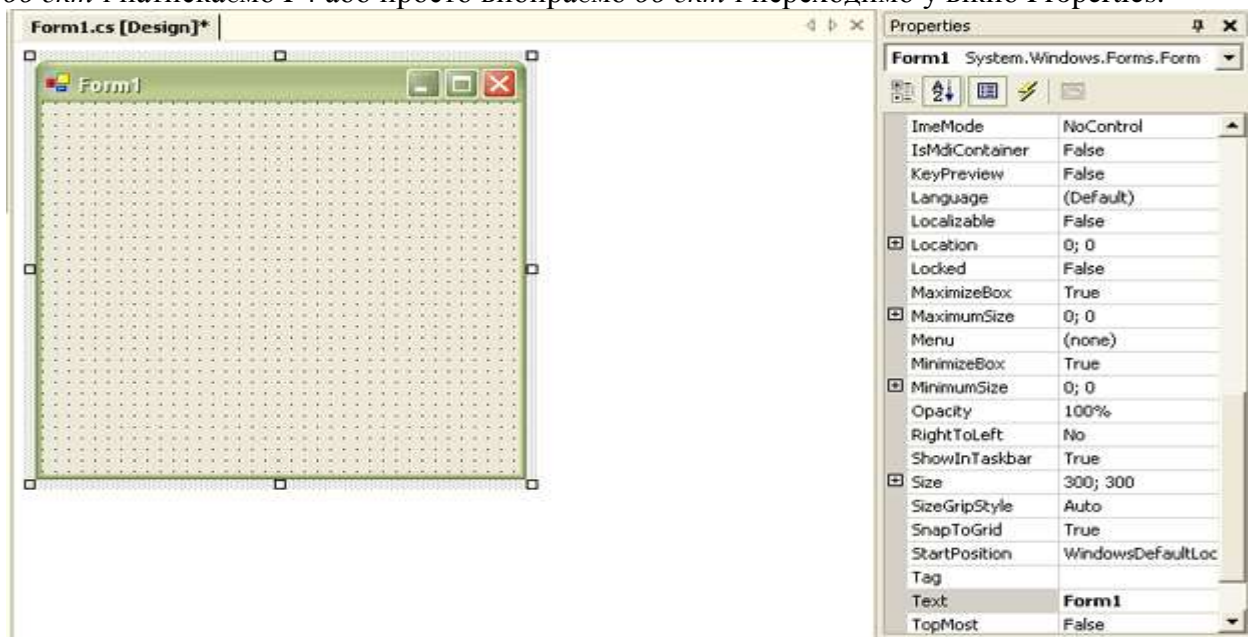 Form1.cs [Design]*
Form1
Properties
Form1 System.Windows.Forms.Form
ImeMode NoControl
IsMdiContainer False
KeyPreview False
Language (Default)
Localizable False
Location 0; 0
Locked False
MaximizeBox True
MaximumSize 0; 0
Menu (none)
MinimizeBox True
MinimumSize 0; 0
Opacity 100%
RightToLeft No
ShowInTaskbar True
Size 300; 300
SizeGripStyle Auto
SnapToGrid True
StartPosition WindowsDefaultLoc
Tag
Text Form1
TopMost False